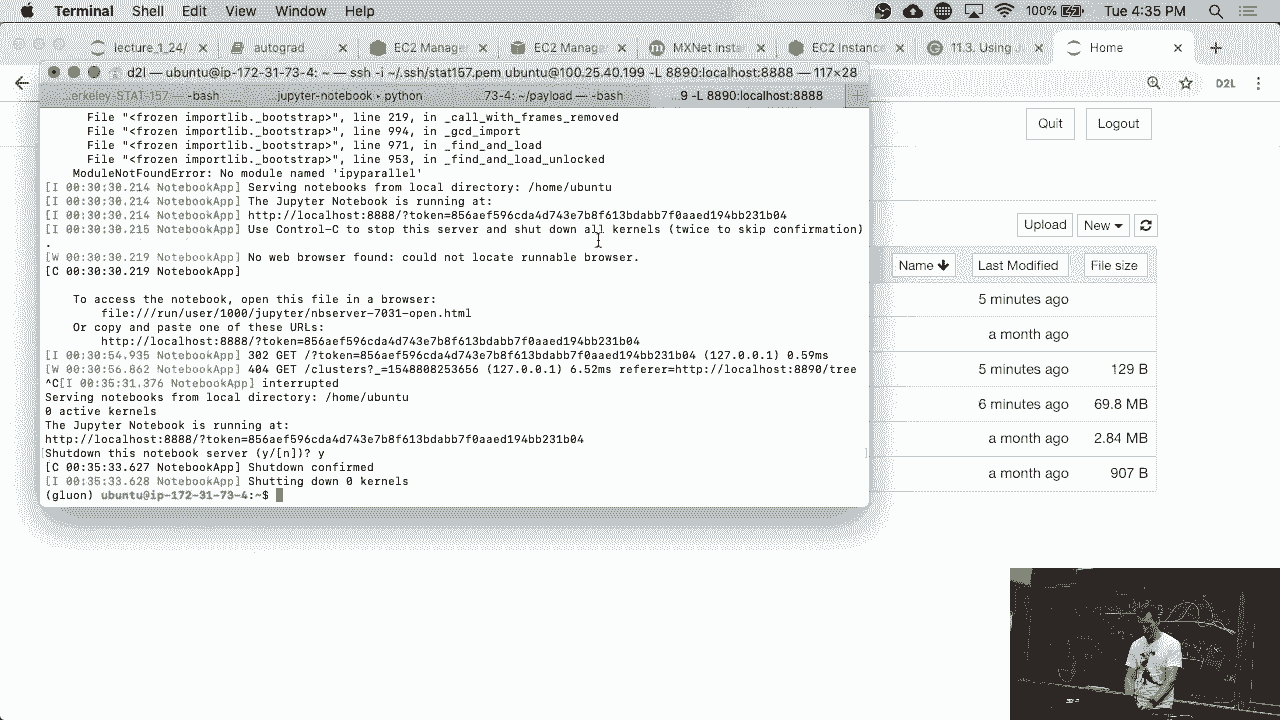 Terminal Shell Edit View Window Help 100% Tue 4:35 PM
lecture_1_24/ autograd EC2 Manage EC2 Manage MXNet insta EC2 Instance 11.3. Using J Home
d2l — ubuntu@ip-172-31-73-4: ~ — ssh -i ~/.ssh/stat157.pem ubuntu@100.25.40.199 -L 8890:localhost:8888 — 117×28
D2L
...erkeley-STAT-157 — -bash jupyter-notebook ▸ python 73-4: ~/payload — -bash ...9 -L 8890:localhost:8888
File "<frozen importlib._bootstrap>", line 219, in _call_with_frames_removed
File "<frozen importlib._bootstrap>", line 994, in _gcd_import
File "<frozen importlib._bootstrap>", line 971, in _find_and_load
File "<frozen importlib._bootstrap>", line 953, in _find_and_load_unlocked
ModuleNotFoundError: No module named 'ipyparallel'
[I 00:30:30.214 NotebookApp] Serving notebooks from local directory: /home/ubuntu
[I 00:30:30.214 NotebookApp] The Jupyter Notebook is running at:
[I 00:30:30.214 NotebookApp] http://localhost:8888/?token=856aef596cda4d743e7b8f613bdabb7f0aaed194bb231b04
[I 00:30:30.215 NotebookApp] Use Control-C to stop this server and shut down all kernels (twice to skip confirmation)
.
[W 00:30:30.219 NotebookApp] No web browser found: could not locate runnable browser.
[C 00:30:30.219 NotebookApp]
To access the notebook, open this file in a browser:
file:///run/user/1000/jupyter/nbserver-7031-open.html
Or copy and paste one of these URLs:
http://localhost:8888/?token=856aef596cda4d743e7b8f613bdabb7f0aaed194bb231b04
[I 00:30:54.935 NotebookApp] 302 GET /?token=856aef596cda4d743e7b8f613bdabb7f0aaed194bb231b04 (127.0.0.1) 0.59ms
[W 00:30:56.862 NotebookApp] 404 GET /clusters?_=1548808253656 (127.0.0.1) 6.52ms referer=http://localhost:8890/tree
^C[I 00:35:31.376 NotebookApp] interrupted
Serving notebooks from local directory: /home/ubuntu
0 active kernels
The Jupyter Notebook is running at:
http://localhost:8888/?token=856aef596cda4d743e7b8f613bdabb7f0aaed194bb231b04
Shutdown this notebook server (y/[n])? y
[C 00:35:33.627 NotebookApp] Shutdown confirmed
[I 00:35:33.628 NotebookApp] Shutting down 0 kernels
(gluon) ubuntu@ip-172-31-73-4:~$
Quit Logout
Upload New
Name Last Modified File size
5 minutes ago
a month ago
5 minutes ago 129 B
6 minutes ago 69.8 MB
a month ago 2.84 MB
a month ago 907 B